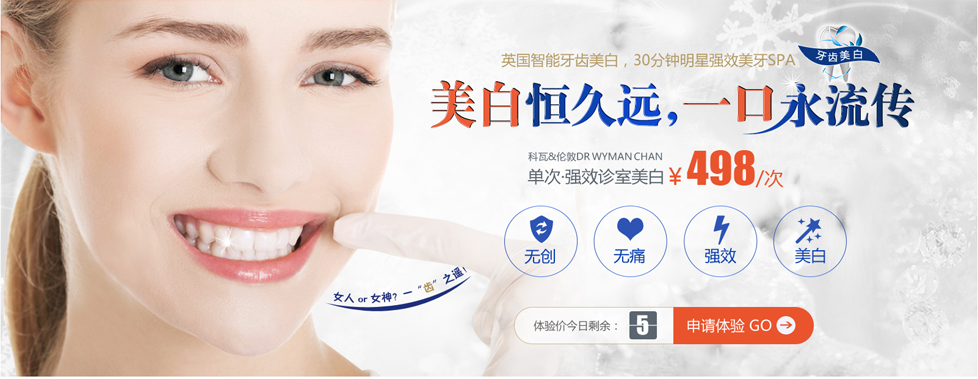 英国智能牙齿美白，30分钟明星强效美牙SPA
牙齿美白
美白恒久远，一口永流传
科瓦&伦敦DR WYMAN CHAN
单次·强效诊室美白¥498/次
无创
无痛
强效
美白
女人 or 女神？一“齿”之遥！
体验价今日剩余： 5
申请体验 GO